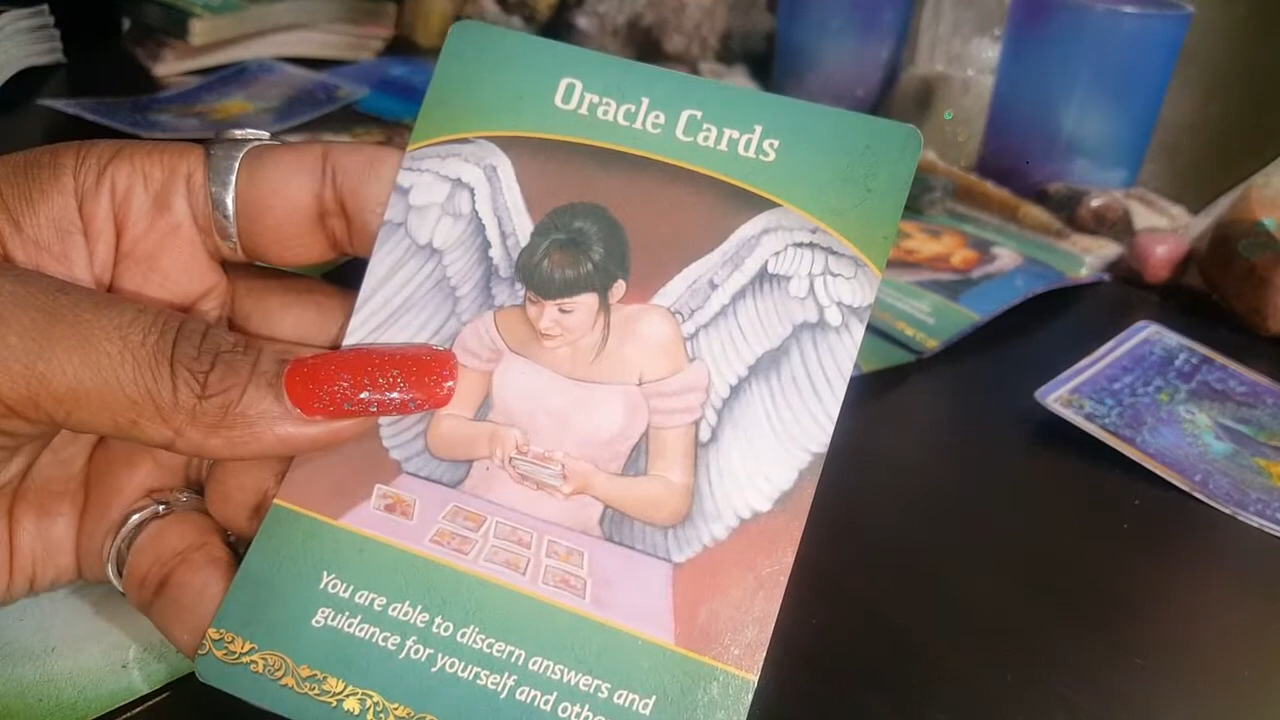 Oracle Cards
You are able to discern answers and
guidance for yourself and